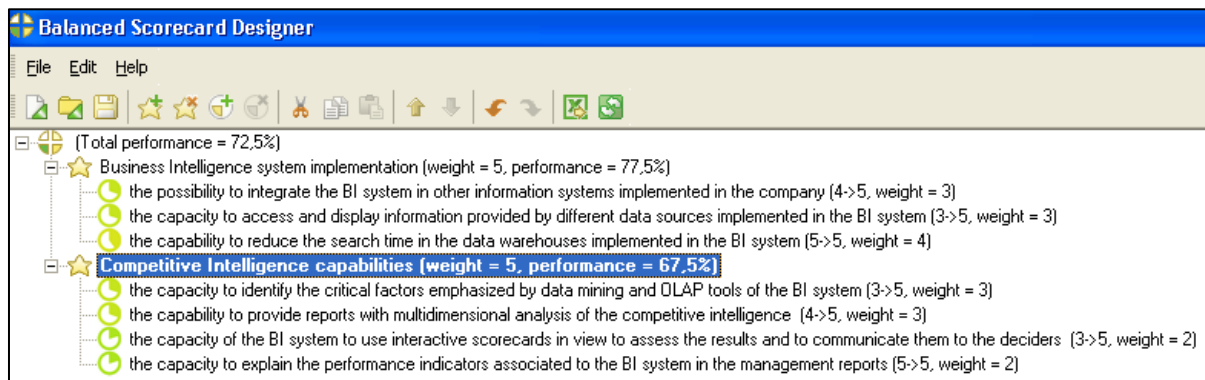 Balanced Scorecard Designer
File Edit Help
(Total performance = 72,5%)
Business Intelligence system implementation (weight = 5, performance = 77,5%)
the possibility to integrate the BI system in other information systems implemented in the company (4->5, weight = 3)
the capacity to access and display information provided by different data sources implemented in the BI system (3->5, weight = 3)
the capability to reduce the search time in the data warehouses implemented in the BI system (5->5, weight = 4)
Competitive Intelligence capabilities (weight = 5, performance = 67,5%)
the capacity to identify the critical factors emphasized by data mining and OLAP tools of the BI system (3->5, weight = 3)
the capability to provide reports with multidimensional analysis of the competitive intelligence (4->5, weight = 3)
the capacity of the BI system to use interactive scorecards in view to assess the results and to communicate them to the deciders (3->5, weight = 2)
the capacity to explain the performance indicators associated to the BI system in the management reports (5->5, weight = 2)